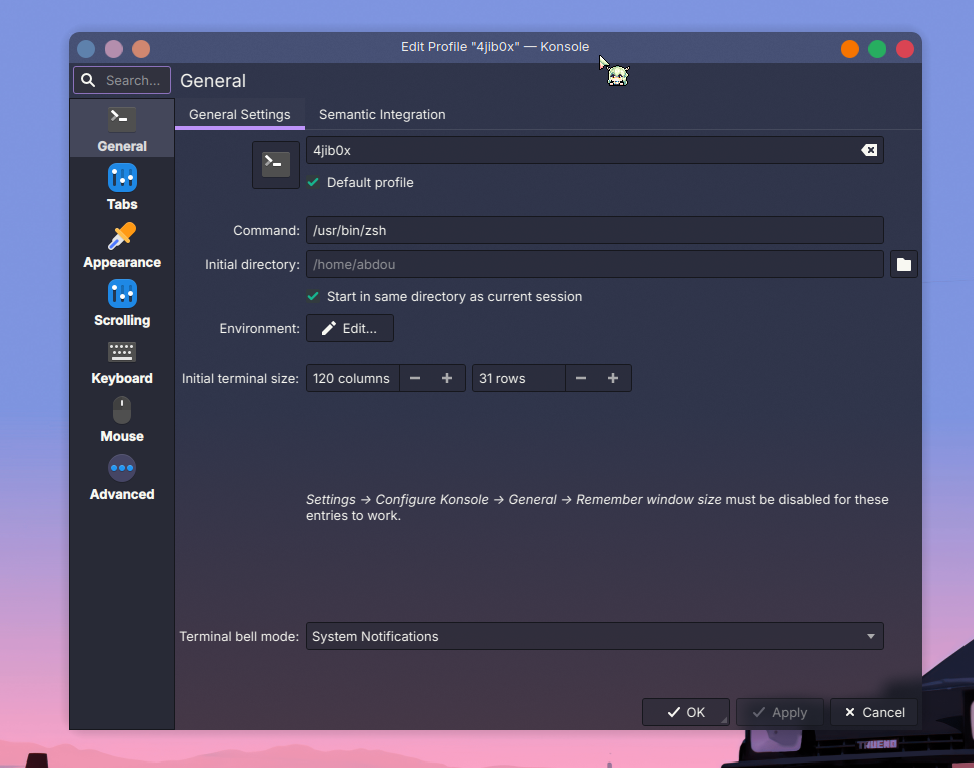 Edit Profile "4jib0x" — Konsole
Search...
General
General Settings
Semantic Integration
General
Tabs
Appearance
Scrolling
Keyboard
Mouse
Advanced
4jib0x
Default profile
Command: /usr/bin/zsh
Initial directory: /home/abdou
Start in same directory as current session
Environment: Edit...
Initial terminal size: 120 columns 31 rows
Settings → Configure Konsole → General → Remember window size must be disabled for these
entries to work.
Terminal bell mode: System Notifications
OK
Apply
Cancel